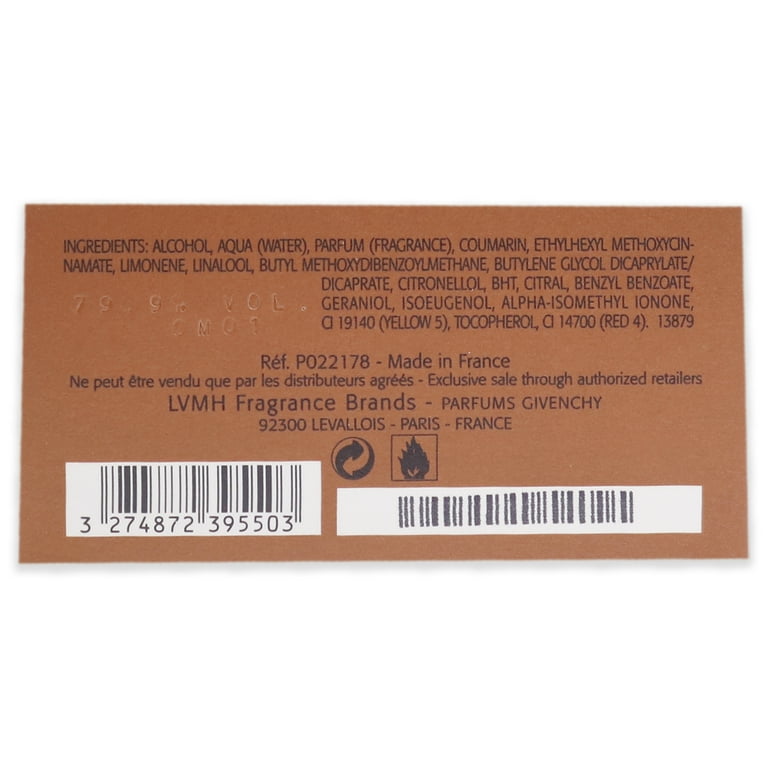 INGREDIENTS: ALCOHOL, AQUA (WATER), PARFUM (FRAGRANCE), COUMARIN, ETHYLHEXYL METHOXYCIN-
NAMATE, LIMONENE, LINALOOL, BUTYL METHOXYDIBENZOYLMETHANE, BUTYLENE GLYCOL DICAPRYLATE/
DICAPRATE, CITRONELLOL, BHT, CITRAL, BENZYL BENZOATE,
79.9% VOL. GERANIOL, ISOEUGENOL, ALPHA-ISOMETHYL IONONE,
CI 19140 (YELLOW 5), TOCOPHEROL, CI 14700 (RED 4). 13879
Réf. P022178 - Made in France
Ne peut être vendu que par les distributeurs agréés - Exclusive sale through authorized retailers
LVMH Fragrance Brands - PARFUMS GIVENCHY
92300 LEVALLOIS - PARIS - FRANCE
3 274872 395503